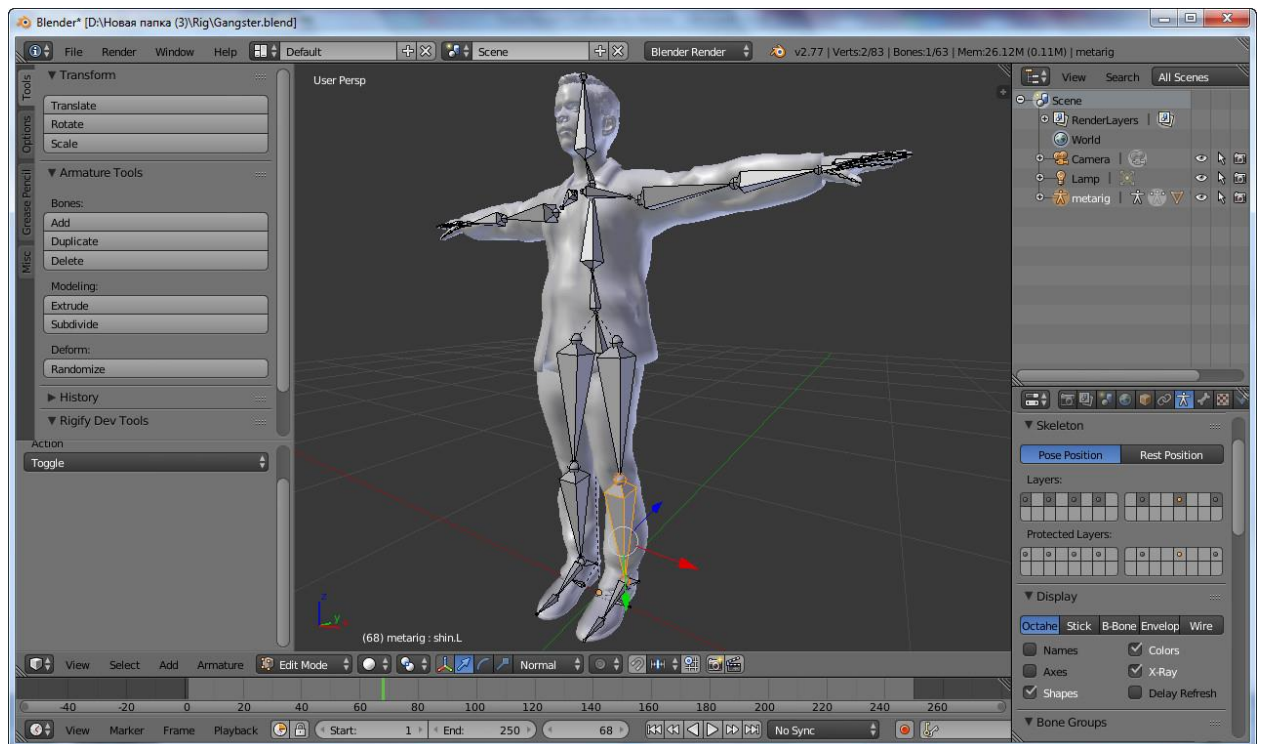 Blender* [D:\Новая папка (3)\Rig\Gangster.blend]
File Render Window Help Default Scene Blender Render v2.77 | Verts:2/83 | Bones:1/63 | Mem:26.12M (0.11M) | metarig
Tools
Options
Grease Pencil
Misc
Transform
Translate
Rotate
Scale
Armature Tools
Bones:
Add
Duplicate
Delete
Modeling:
Extrude
Subdivide
Deform:
Randomize
History
Rigify Dev Tools
Action
Toggle
User Persp
z
y
(68) metarig : shin.L
View Select Add Armature Edit Mode Normal
-40 -20 0 20 40 60 80 100 120 140 160 180 200 220 240 260
View Marker Frame Playback Start: 1 End: 250 68 No Sync
View Search All Scenes
Scene
RenderLayers |
World
Camera |
Lamp |
metarig |
Skeleton
Pose Position Rest Position
Layers:
Protected Layers:
Display
Octahe Stick B-Bone Envelop Wire
Names Colors
Axes X-Ray
Shapes Delay Refresh
Bone Groups